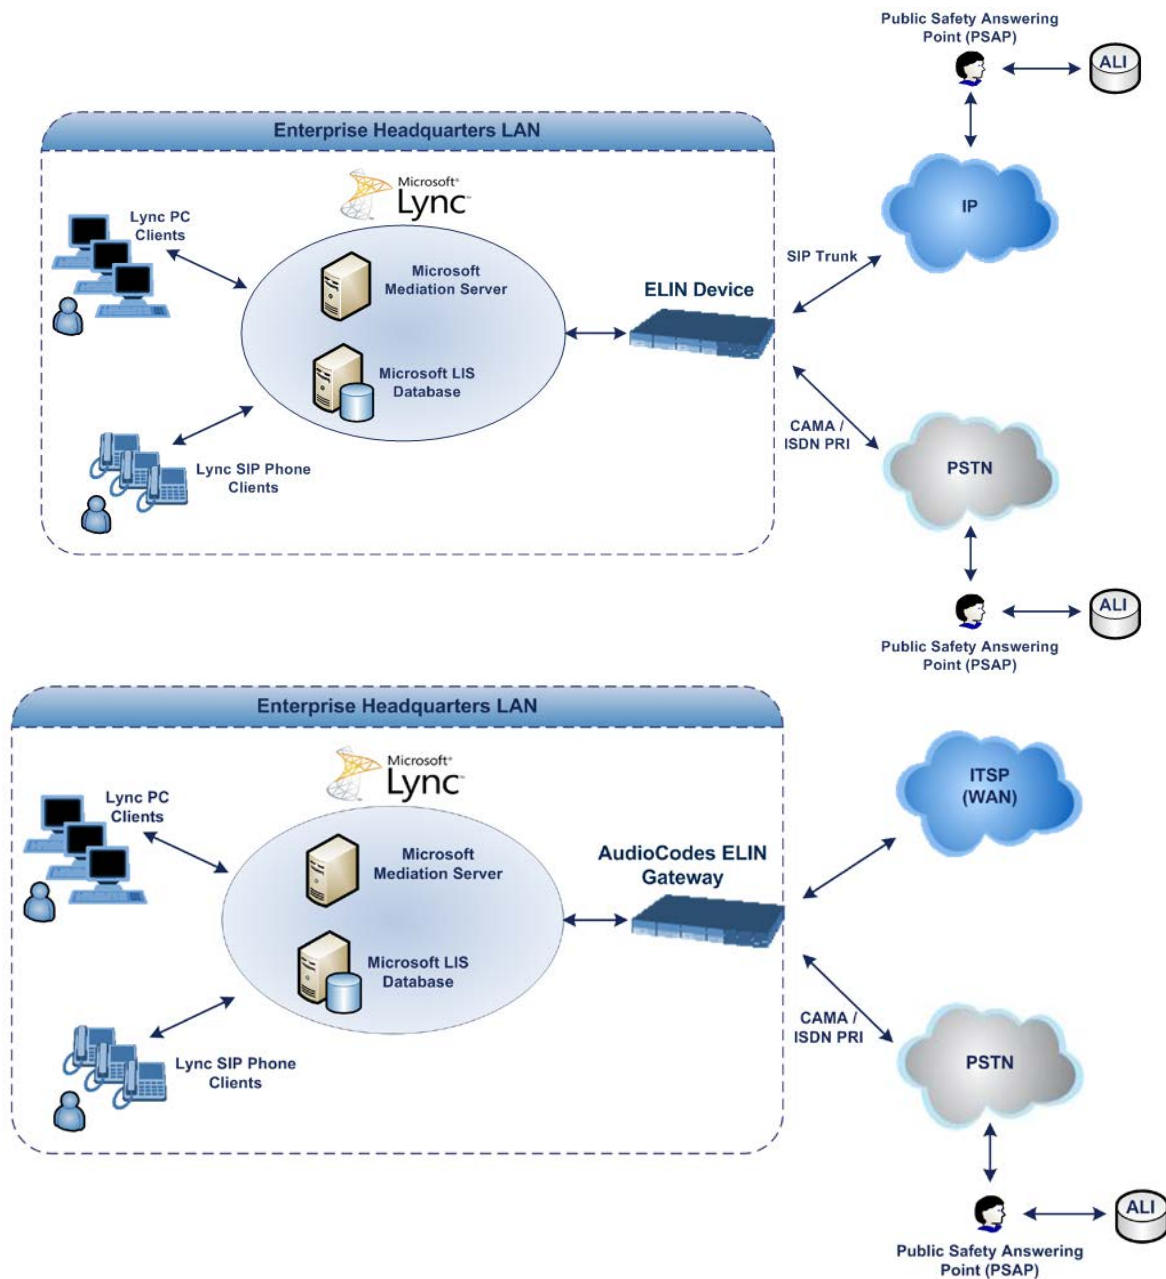 Public Safety Answering
Point (PSAP)
ALI
Enterprise Headquarters LAN
Microsoft®
Lync™
Lync PC
Clients
IP
Microsoft
Mediation Server
SIP Trunk
ELIN Device
Microsoft LIS
Database
CAMA /
ISDN PRI
Lync SIP Phone
Clients
PSTN
ALI
Public Safety Answering
Point (PSAP)
Enterprise Headquarters LAN
Microsoft®
Lync™
ITSP
(WAN)
Lync PC
Clients
Microsoft
Mediation Server
AudioCodes ELIN
Gateway
Microsoft LIS
Database
CAMA /
ISDN PRI
Lync SIP Phone
Clients
PSTN
ALI
Public Safety Answering
Point (PSAP)